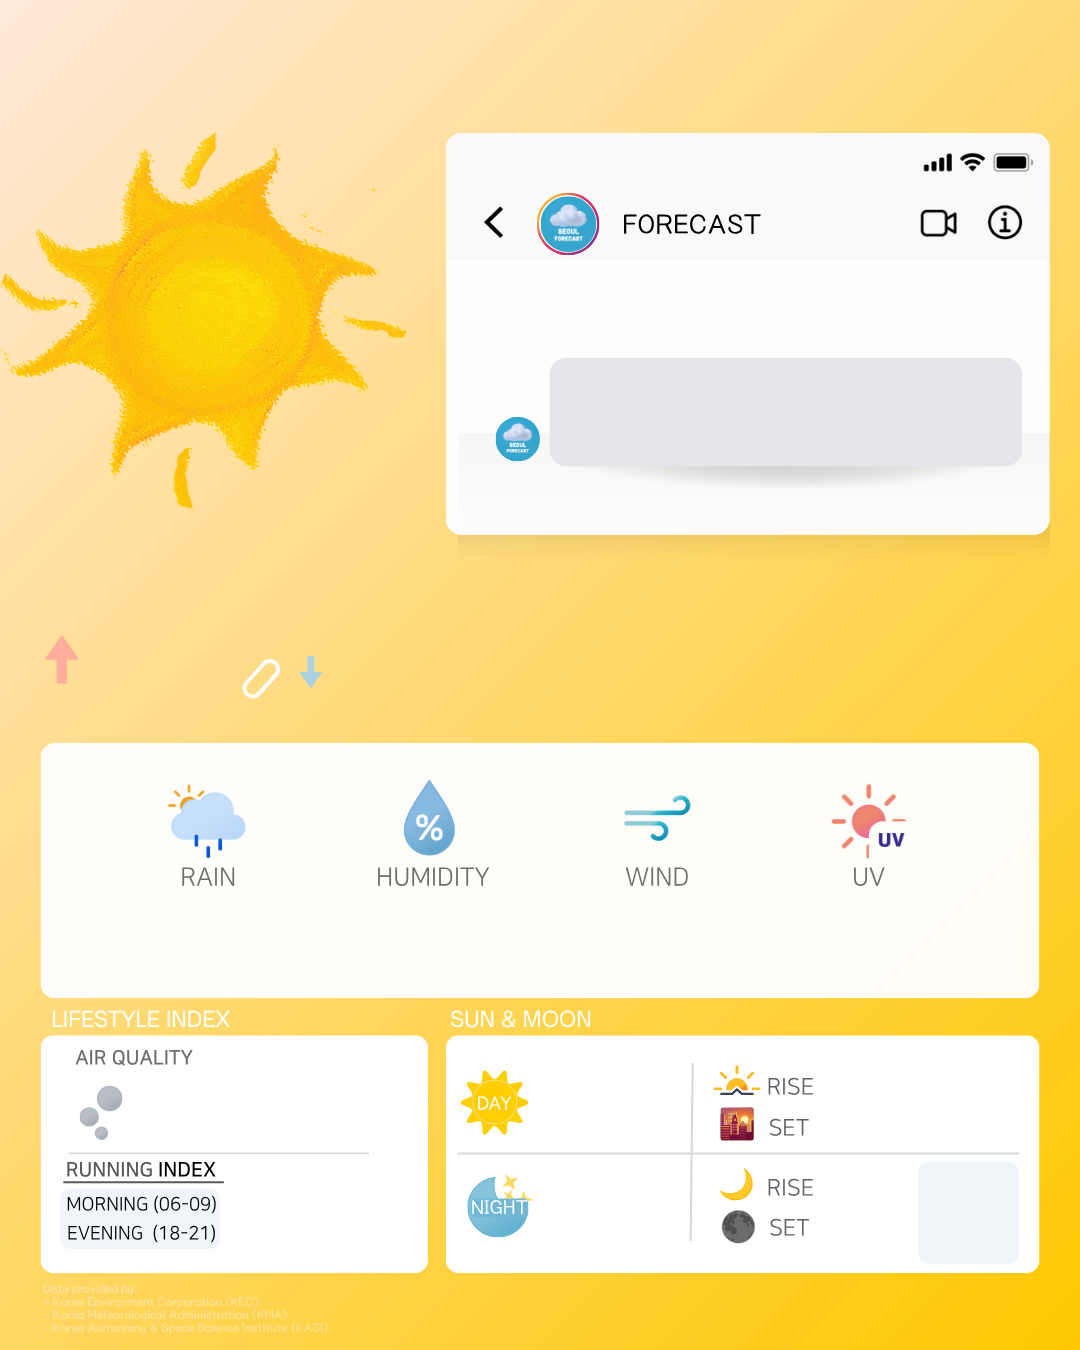 FORECAST
SEOUL
FORECAST
SEOUL
FORECAST
%
UV
RAIN
HUMIDITY
WIND
UV
LIFESTYLE INDEX
SUN & MOON
AIR QUALITY
DAY
RISE
SET
RUNNING INDEX
MORNING (06-09)
EVENING (18-21)
NIGHT
RISE
SET
Data provided by:
- Korea Environment Corporation (KEC)
- Korea Meteorological Administration (KMA)
- Korea Astronomy & Space Science Institute (KASI)